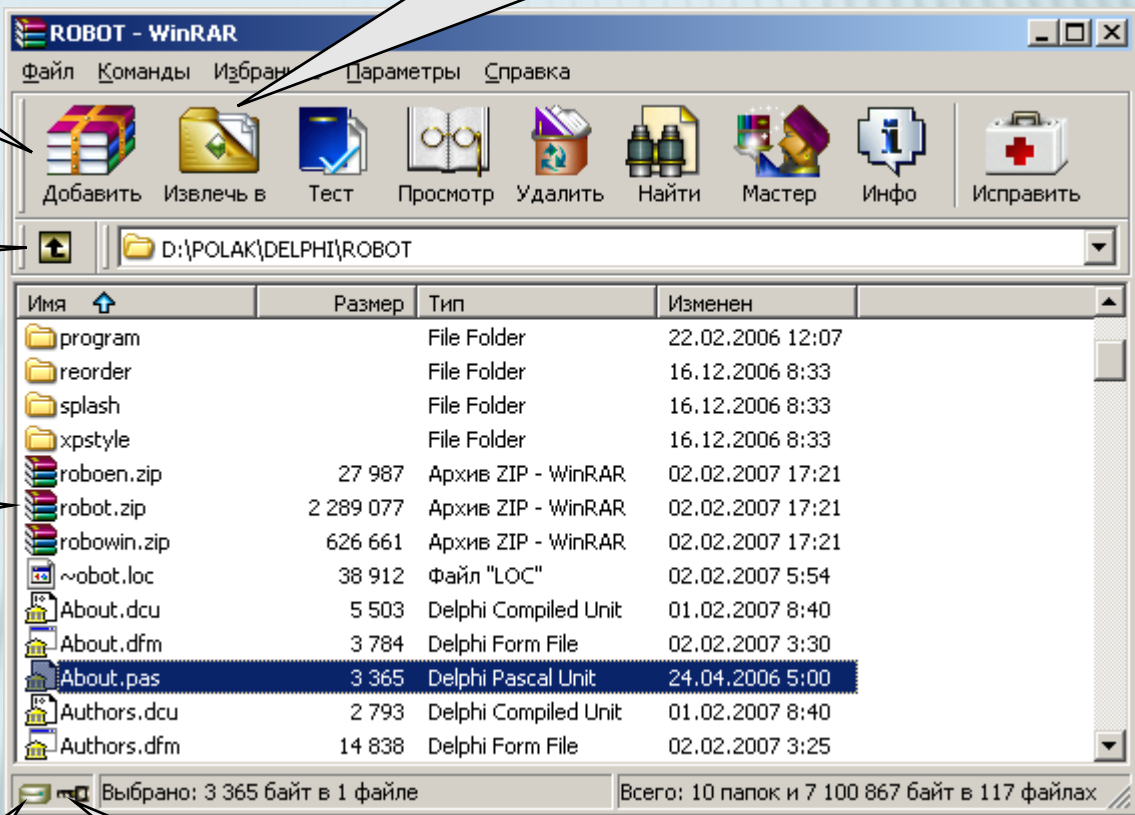 ROBOT - WinRAR
Файл Команды Параметры Справка
Добавить Извлечь в Тест Просмотр Удалить Найти Мастер Инфо Исправить
D:\POLAK\DELPHI\ROBOT
Имя Размер Тип Изменен
program File Folder 22.02.2006 12:07
reorder File Folder 16.12.2006 8:33
splash File Folder 16.12.2006 8:33
xpstyle File Folder 16.12.2006 8:33
roboen.zip 27 987 Архив ZIP - WinRAR 02.02.2007 17:21
robot.zip 2 289 077 Архив ZIP - WinRAR 02.02.2007 17:21
robowin.zip 626 661 Архив ZIP - WinRAR 02.02.2007 17:21
~obot.loc 38 912 Файл "LOC" 02.02.2007 5:54
About.dcu 5 503 Delphi Compiled Unit 01.02.2007 8:40
About.dfm 3 784 Delphi Form File 02.02.2007 3:30
About.pas 3 365 Delphi Pascal Unit 24.04.2006 5:00
Authors.dcu 2 793 Delphi Compiled Unit 01.02.2007 8:40
Authors.dfm 14 838 Delphi Form File 02.02.2007 3:25
Выбрано: 3 365 байт в 1 файле Всего: 10 папок и 7 100 867 байт в 117 файлах